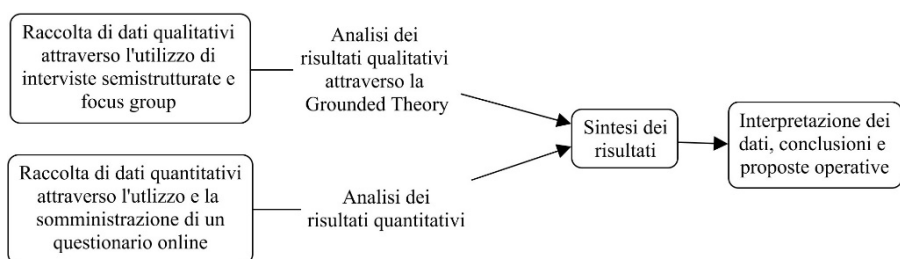 Raccolta di dati qualitativi
attraverso l'utilizzo di
interviste semistrutturate e
focus group
Analisi dei
risultati qualitativi
attraverso la
Grounded Theory
Raccolta di dati quantitativi
attraverso l'utlizzo e la
somministrazione di un
questionario online
Analisi dei
risultati quantitativi
Sintesi dei
risultati
Interpretazione dei
dati, conclusioni e
proposte operative